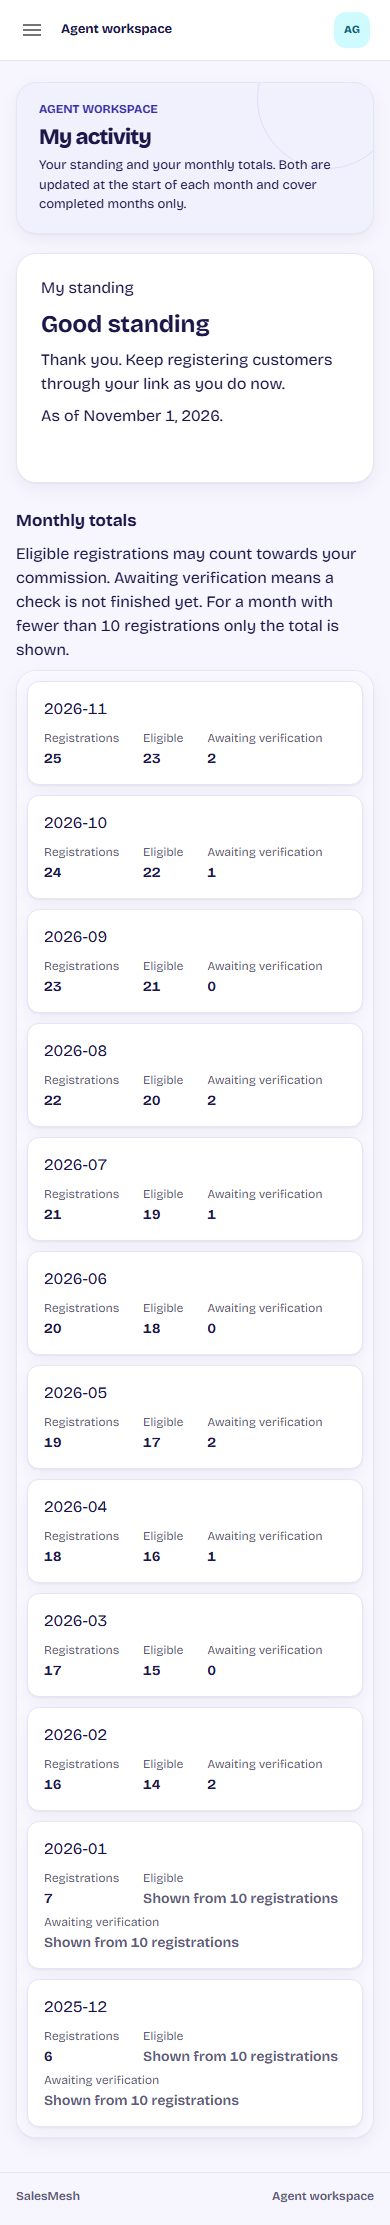 Agent workspace
AG
AGENT WORKSPACE
My activity
Your standing and your monthly totals. Both are
updated at the start of each month and cover
completed months only.
My standing
Good standing
Thank you. Keep registering customers
through your link as you do now.
As of November 1, 2026.
Monthly totals
Eligible registrations may count towards your
commission. Awaiting verification means a
check is not finished yet. For a month with
fewer than 10 registrations only the total is
shown.
2026-11
Registrations Eligible Awaiting verification
25 23 2
2026-10
Registrations Eligible Awaiting verification
24 22 1
2026-09
Registrations Eligible Awaiting verification
23 21 0
2026-08
Registrations Eligible Awaiting verification
22 20 2
2026-07
Registrations Eligible Awaiting verification
21 19 1
2026-06
Registrations Eligible Awaiting verification
20 18 0
2026-05
Registrations Eligible Awaiting verification
19 17 2
2026-04
Registrations Eligible Awaiting verification
18 16 1
2026-03
Registrations Eligible Awaiting verification
17 15 0
2026-02
Registrations Eligible Awaiting verification
16 14 2
2026-01
Registrations Eligible
7 Shown from 10 registrations
Awaiting verification
Shown from 10 registrations
2025-12
Registrations Eligible
6 Shown from 10 registrations
Awaiting verification
Shown from 10 registrations
SalesMesh Agent workspace